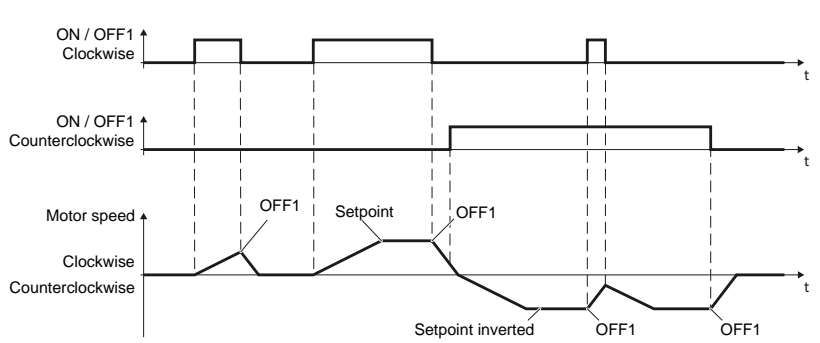 ON / OFF1
Clockwise
t
ON / OFF1
Counterclockwise
t
Motor speed
OFF1
Setpoint
OFF1
Clockwise
Counterclockwise
t
Setpoint inverted
OFF1
OFF1